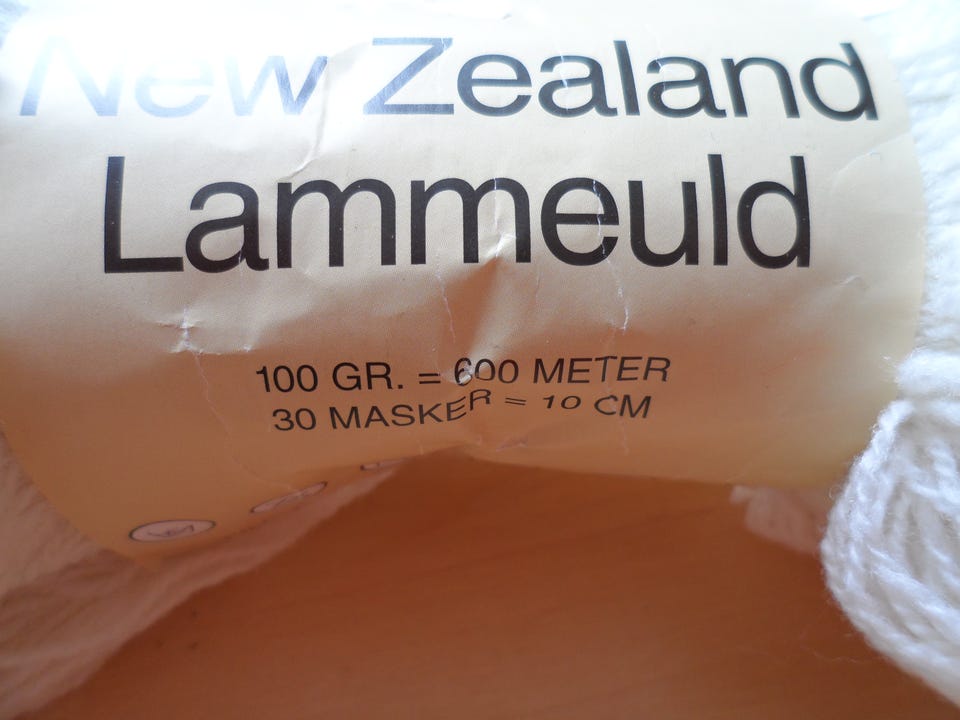 New Zealand
Lammeuld
100 GR. = 600 METER
30 MASKER = 10 CM